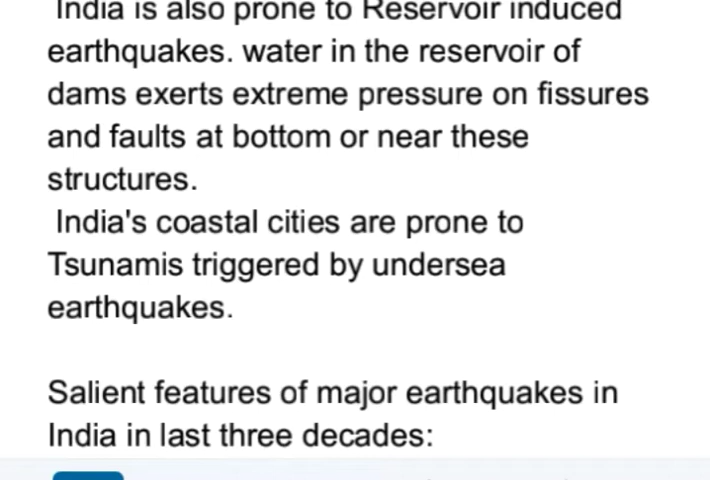 India is also prone to Reservoir induced
earthquakes. water in the reservoir of
dams exerts extreme pressure on fissures
and faults at bottom or near these
structures.
India's coastal cities are prone to
Tsunamis triggered by undersea
earthquakes.
Salient features of major earthquakes in
India in last three decades: